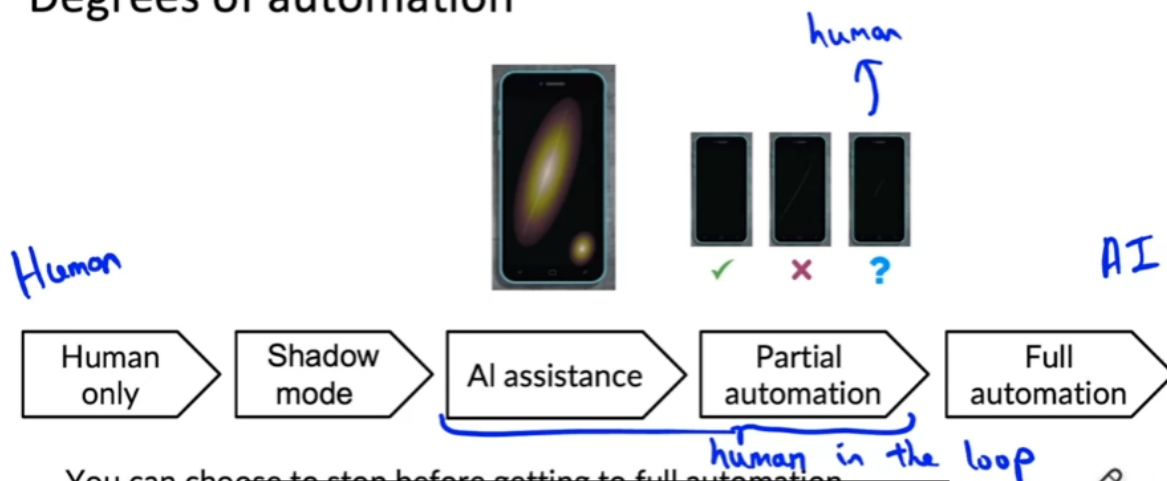 Degrees of automation
human
Human
AI
Human
only
Shadow
mode
AI assistance
Partial
automation
Full
automation
human in the loop
You can choose to stop before getting to full automation